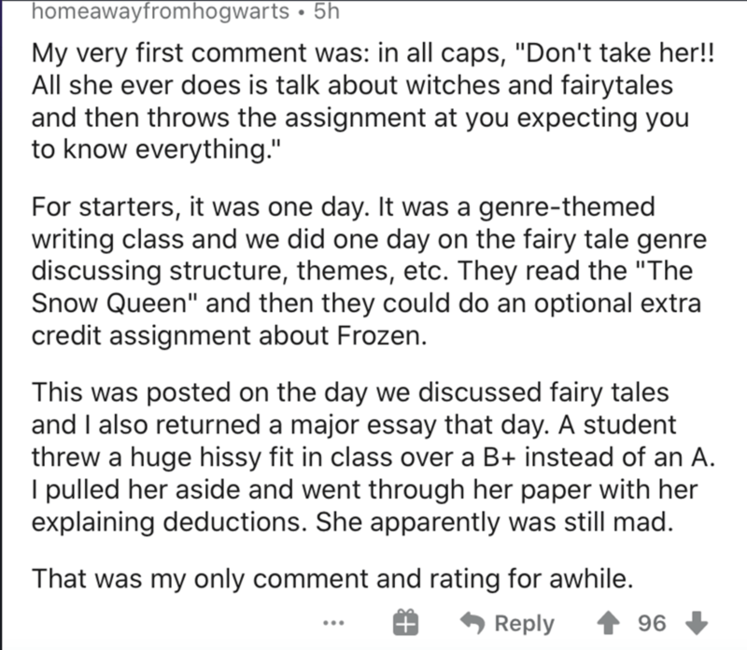 homeawayfromhogwarts • 5h
My very first comment was: in all caps, "Don't take her!!
All she ever does is talk about witches and fairytales
and then throws the assignment at you expecting you
to know everything."
For starters, it was one day. It was a genre-themed
writing class and we did one day on the fairy tale genre
discussing structure, themes, etc. They read the "The
Snow Queen" and then they could do an optional extra
credit assignment about Frozen.
This was posted on the day we discussed fairy tales
and I also returned a major essay that day. A student
threw a huge hissy fit in class over a B+ instead of an A.
I pulled her aside and went through her paper with her
explaining deductions. She apparently was still mad.
That was my only comment and rating for awhile.
... Reply 96